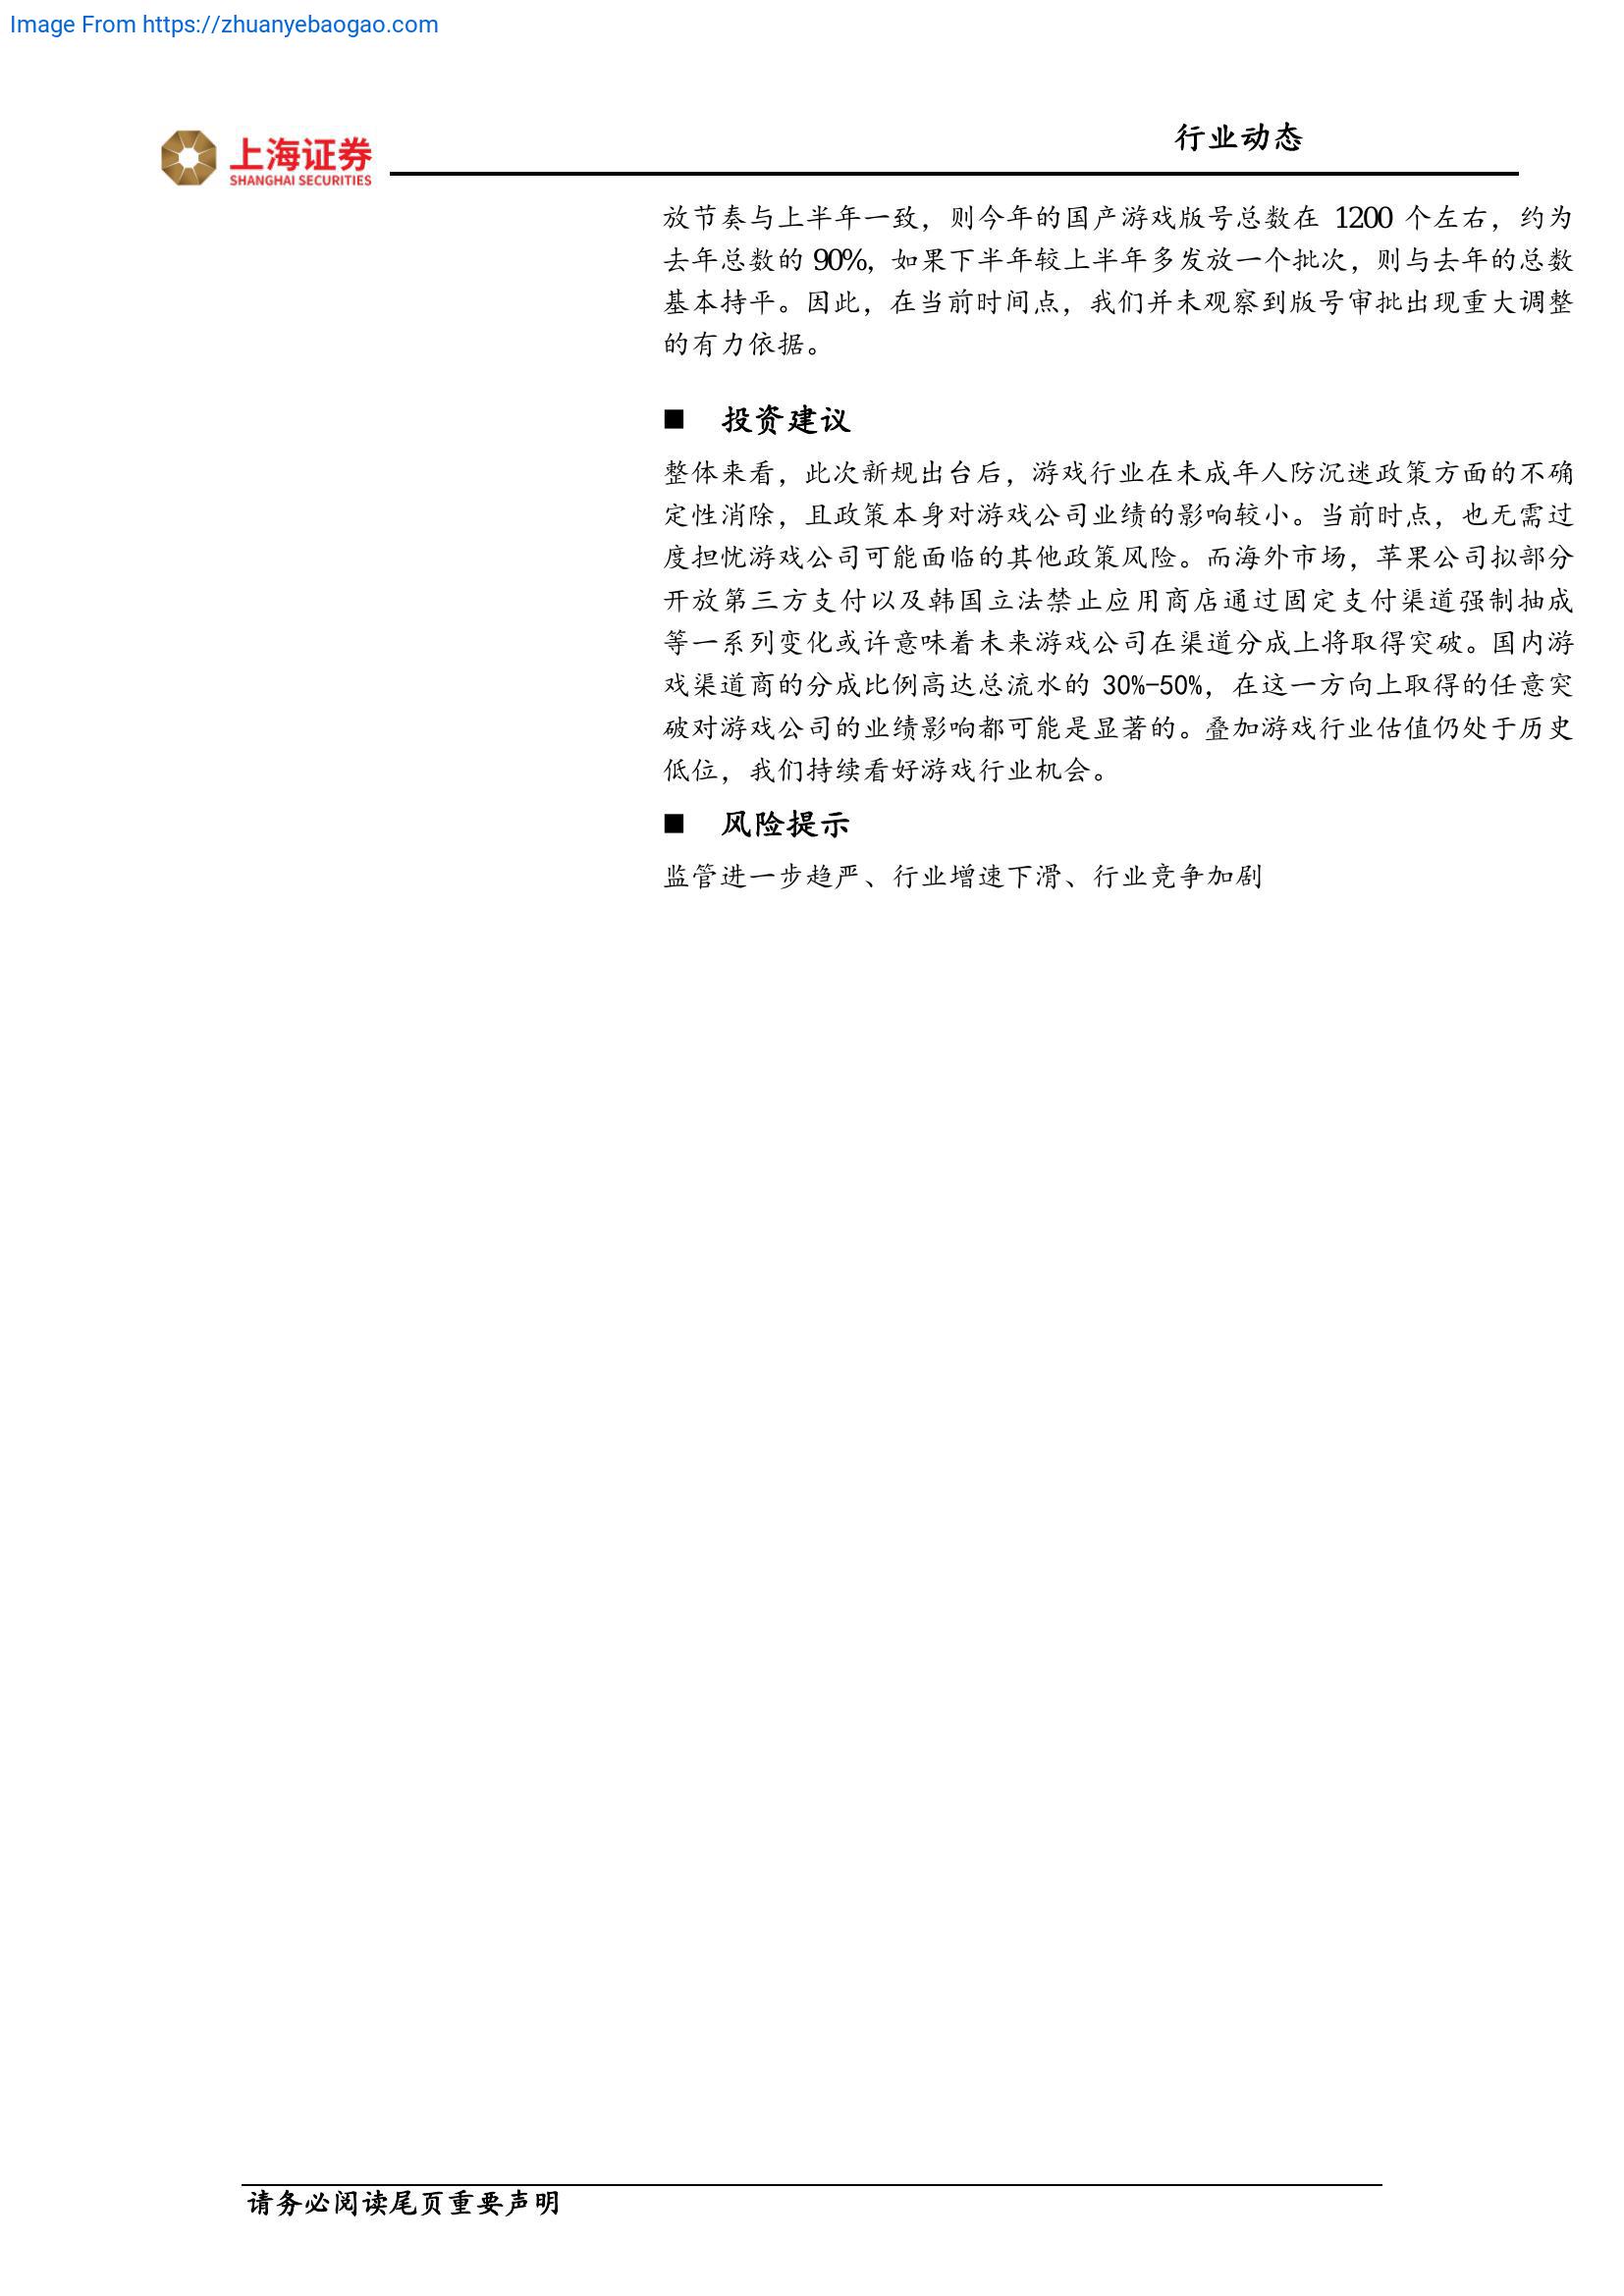 Image From https://zhuanyebaogao.com
行业动态
上海证券
SHANGHAI SECURITIES
放节奏与上半年一致，则今年的国产游戏版号总数在 1200 个左右，约为
去年总数的 90%，如果下半年较上半年多发放一个批次，则与去年的总数
基本持平。因此，在当前时间点，我们并未观察到版号审批出现重大调整
的有力依据。
■ 投资建议
整体来看，此次新规出台后，游戏行业在未成年人防沉迷政策方面的不确
定性消除，且政策本身对游戏公司业绩的影响较小。当前时点，也无需过
度担忧游戏公司可能面临的其他政策风险。而海外市场，苹果公司拟部分
开放第三方支付以及韩国立法禁止应用商店通过固定支付渠道强制抽成
等一系列变化或许意味着未来游戏公司在渠道分成上将取得突破。国内游
戏渠道商的分成比例高达总流水的 30%-50%，在这一方向上取得的任意突
破对游戏公司的业绩影响都可能是显著的。叠加游戏行业估值仍处于历史
低位，我们持续看好游戏行业机会。
■ 风险提示
监管进一步趋严、行业增速下滑、行业竞争加剧
请务必阅读尾页重要声明